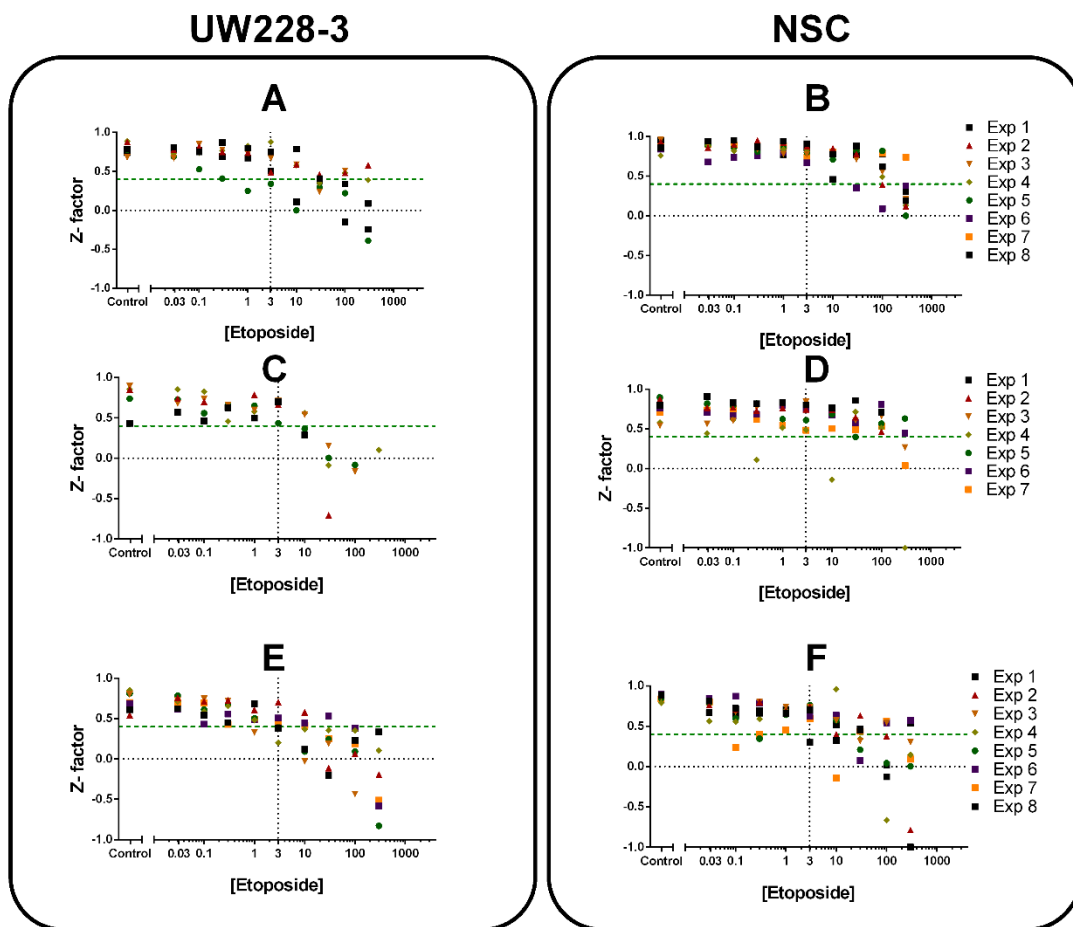 UW228-3
NSC
A
1.0
0.5
0.0
-0.5
-1.0
Z- factor
Control
0.03 0.1 1 3 10 100 1000
[Etoposide]
B
1.0
0.5
0.0
-0.5
-1.0
Z- factor
Control
0.03 0.1 1 3 10 100 1000
[Etoposide]
Exp 1
Exp 2
Exp 3
Exp 4
Exp 5
Exp 6
Exp 7
Exp 8
C
1.0
0.5
0.0
-0.5
-1.0
Z- factor
Control
0.03 0.1 1 3 10 100 1000
[Etoposide]
D
1.0
0.5
0.0
-0.5
-1.0
Z- factor
Control
0.03 0.1 1 3 10 100 1000
[Etoposide]
Exp 1
Exp 2
Exp 3
Exp 4
Exp 5
Exp 6
Exp 7
E
1.0
0.5
0.0
-0.5
-1.0
Z- factor
Control
0.03 0.1 1 3 10 100 1000
[Etoposide]
F
1.0
0.5
0.0
-0.5
-1.0
Z- factor
Control
0.03 0.1 1 3 10 100 1000
[Etoposide]
Exp 1
Exp 2
Exp 3
Exp 4
Exp 5
Exp 6
Exp 7
Exp 8